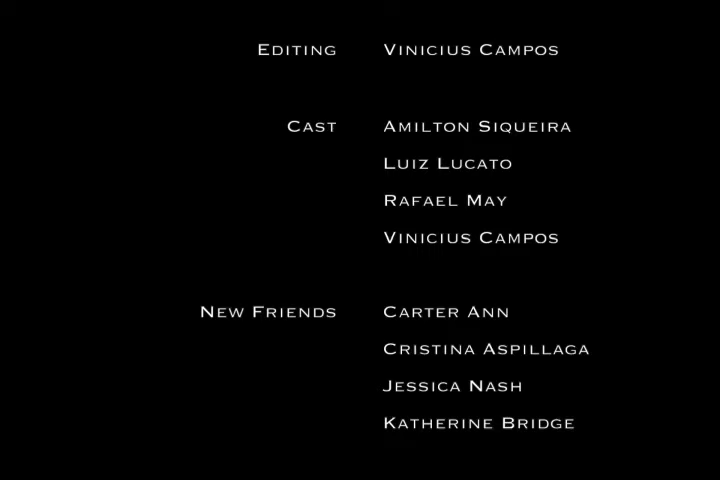 Editing Vinicius Campos
Cast Amilton Siqueira
Luiz Lucato
Rafael May
Vinicius Campos
New Friends Carter Ann
Cristina Aspillaga
Jessica Nash
Katherine Bridge